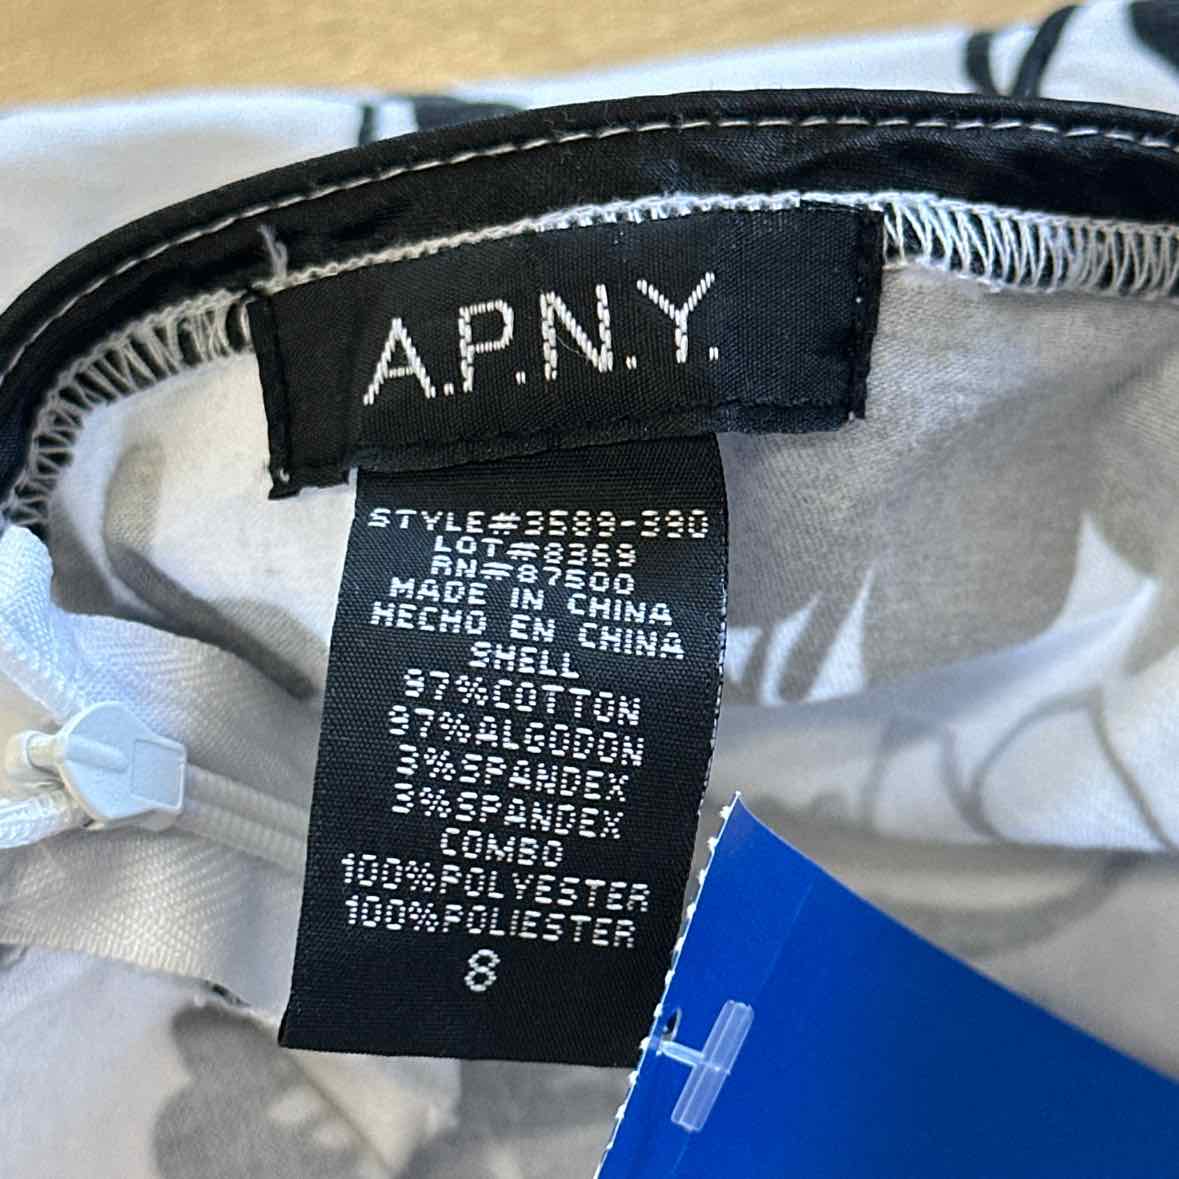 A.P.N.Y.
STYLE#3589-390
LOT#8369
RN#87500
MADE IN CHINA
HECHO EN CHINA
SHELL
97%COTTON
97%ALGODON
3%SPANDEX
3%SPANDEX
COMBO
100%POLYESTER
100%POLIESTER
8